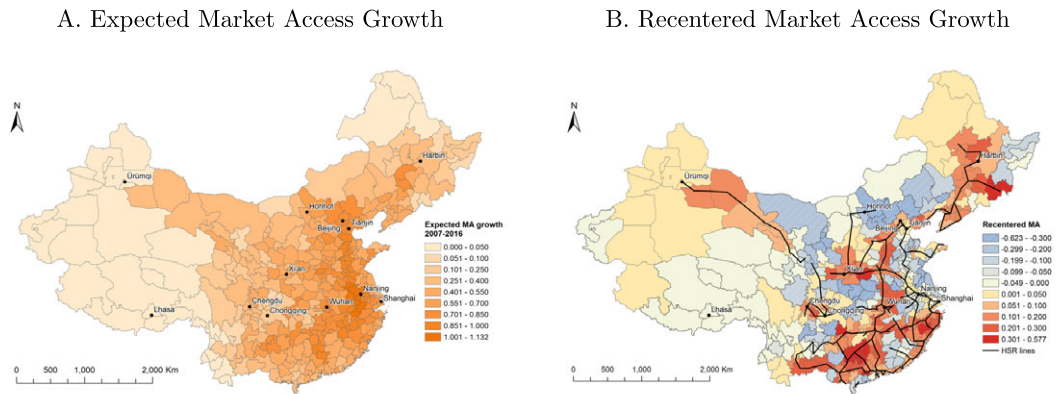 A. Expected Market Access Growth
B. Recentered Market Access Growth
N
Harbin
Ürümqi
Hohhot
Tianjin
Beijing
Xi'an
Nanjing
Shanghai
Chengdu
Wuhan
Chongqing
Lhasa
Expected MA growth
2007-2016
0.000 - 0.050
0.051 - 0.100
0.101 - 0.250
0.251 - 0.400
0.401 - 0.550
0.551 - 0.700
0.701 - 0.850
0.851 - 1.000
1.001 - 1.132
0 500 1,000 2,000 Km
N
Harbin
Ürümqi
Hohhot
Tianjin
Beijing
Xi'an
Nanjing
Shanghai
Chengdu
Wuhan
Chongqing
Lhasa
Recentered MA
-0.623 - -0.300
-0.299 - -0.200
-0.199 - -0.100
-0.099 - -0.050
-0.049 - 0.000
0.001 - 0.050
0.051 - 0.100
0.101 - 0.200
0.201 - 0.300
0.301 - 0.577
HSR lines
0 500 1,000 2,000 Km